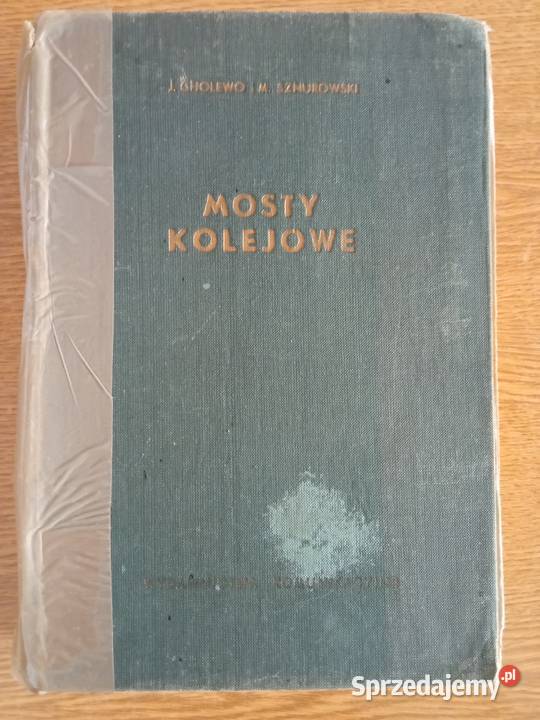 J. CHOLEWO i M. SZNUROWSKI
MOSTY
KOLEJOWE
WYDAWNICTWA KOMUNIKACYJNE
Sprzedajemy.pl